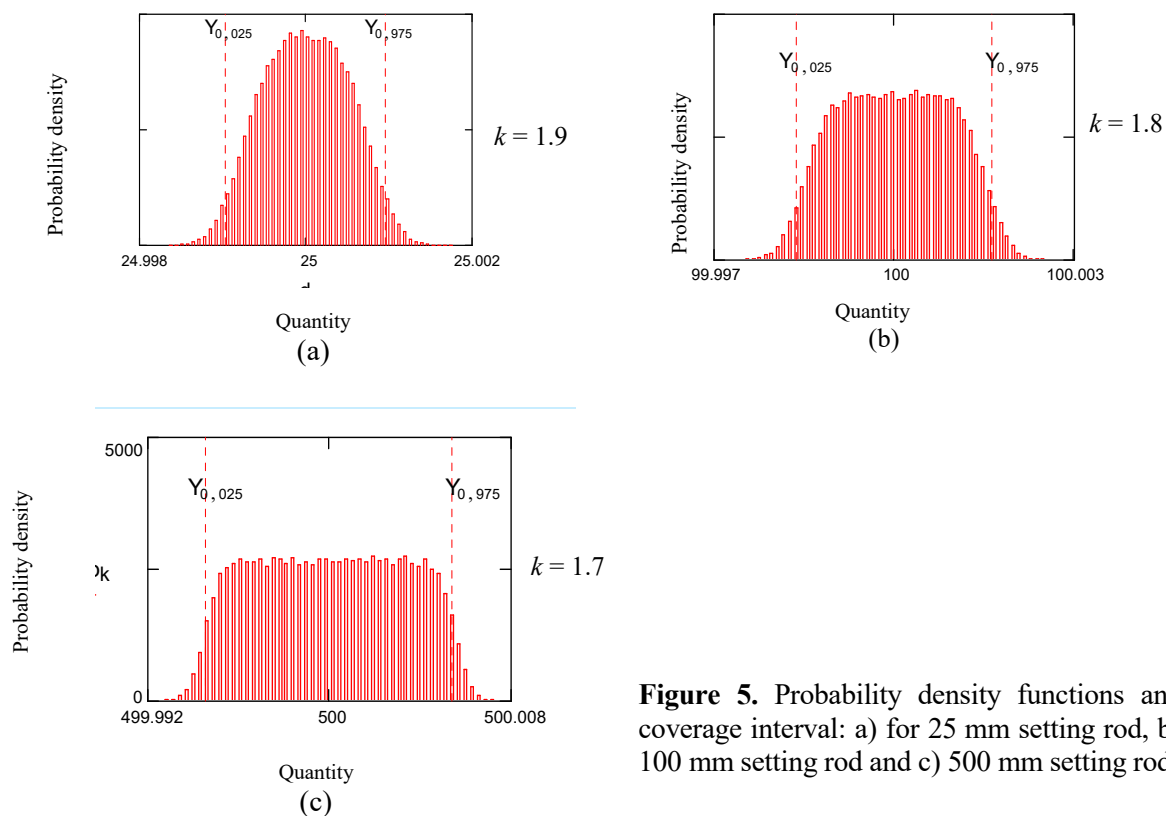 Probability density
Y0,025
Y0,975
k = 1.9
24.998
25
25.002
Quantity
(a)
Probability density
Y0,025
Y0,975
k = 1.8
99.997
100
100.003
Quantity
(b)
Probability density
5000
0
Y0,025
Y0,975
k = 1.7
499.992
500
500.008
Quantity
(c)
Figure 5. Probability density functions an
coverage interval: a) for 25 mm setting rod, b
100 mm setting rod and c) 500 mm setting rod